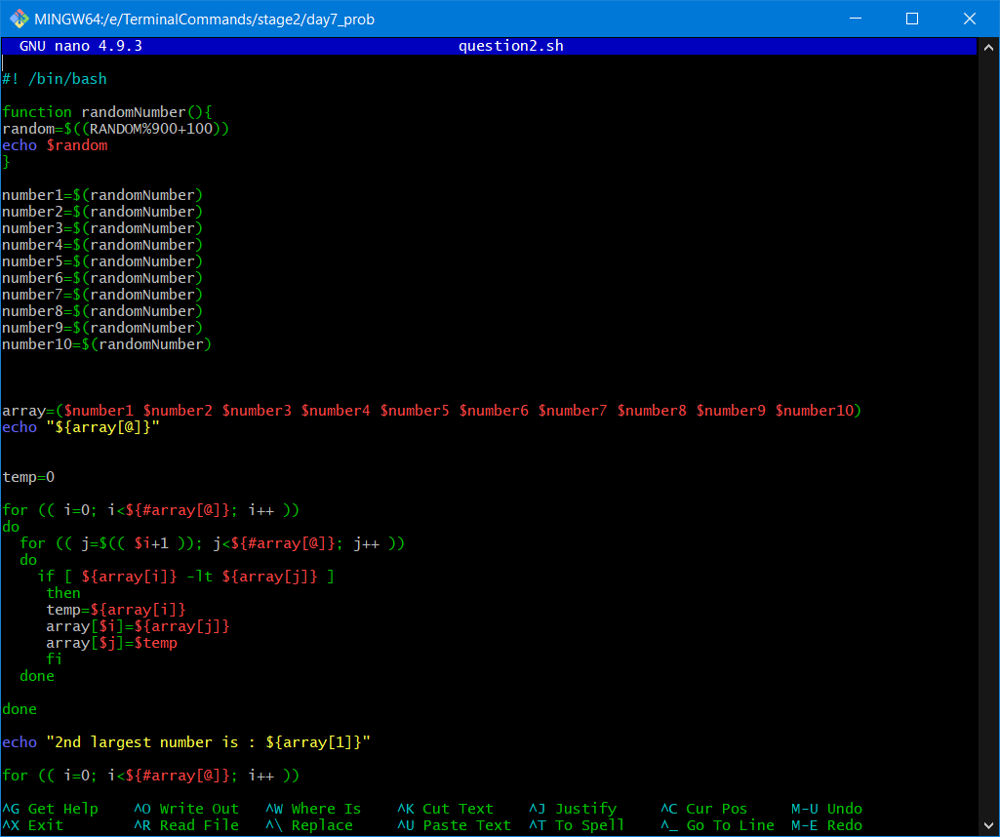 MINGW64:/e/TerminalCommands/stage2/day7_prob
GNU nano 4.9.3 question2.sh
#! /bin/bash
function randomNumber(){
random=$((RANDOM%900+100))
echo $random
}
number1=$(randomNumber)
number2=$(randomNumber)
number3=$(randomNumber)
number4=$(randomNumber)
number5=$(randomNumber)
number6=$(randomNumber)
number7=$(randomNumber)
number8=$(randomNumber)
number9=$(randomNumber)
number10=$(randomNumber)
array=($number1 $number2 $number3 $number4 $number5 $number6 $number7 $number8 $number9 $number10)
echo "${array[@]}"
temp=0
for (( i=0; i<${#array[@]}; i++ ))
do
  for (( j=$(( $i+1 )); j<${#array[@]}; j++ ))
  do
    if [ ${array[i]} -lt ${array[j]} ]
     then
     temp=${array[i]}
     array[$i]=${array[j]}
     array[$j]=$temp
     fi
  done
done
echo "2nd largest number is : ${array[1]}"
for (( i=0; i<${#array[@]}; i++ ))
^G Get Help ^O Write Out ^W Where Is ^K Cut Text ^J Justify ^C Cur Pos M-U Undo
^X Exit ^R Read File ^\ Replace ^U Paste Text ^T To Spell ^_ Go To Line M-E Redo